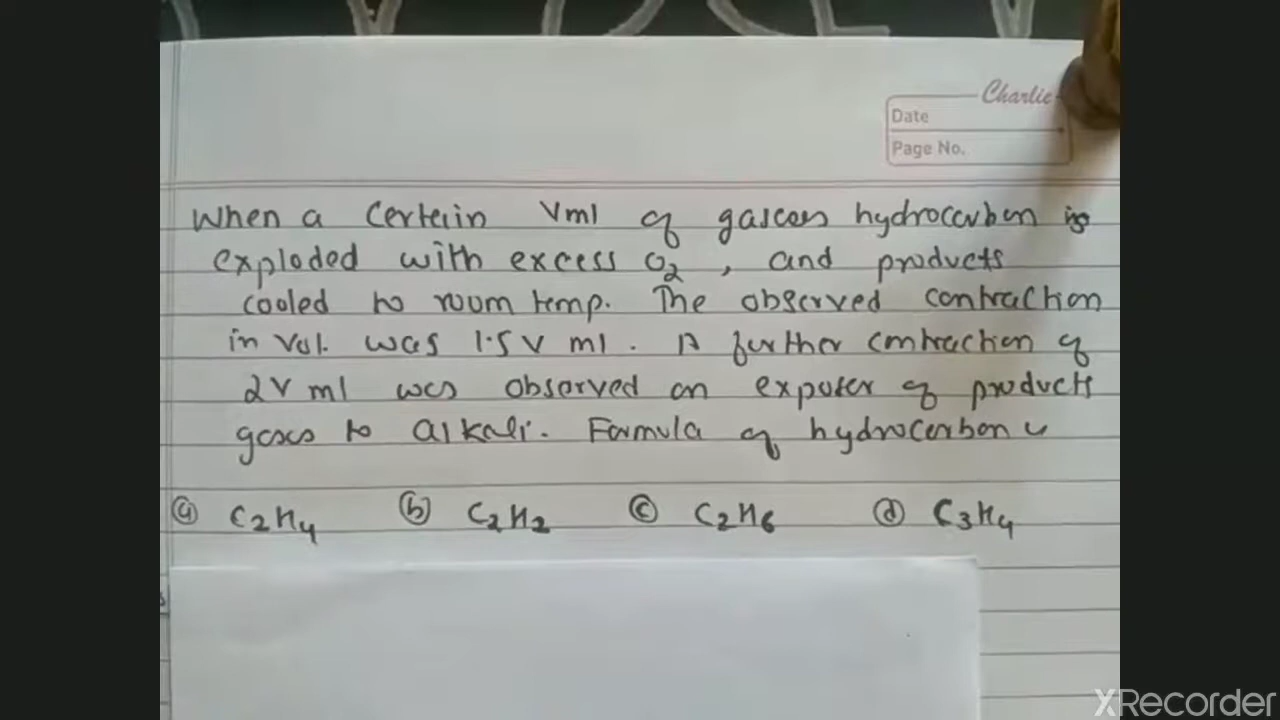 Charlie
Date
Page No.
When a certain Vml of gaseous hydrocarbon is
exploded with excess O2, and products
cooled to room temp. The observed contraction
in Vol. was 1.5 V ml. A further contraction of
2V ml was observed on exposer of products
gases to alkali. Formula of hydrocarbon is
(a) C2H4 (b) C2H2 (c) C2H6 (d) C3H4
XRecorder